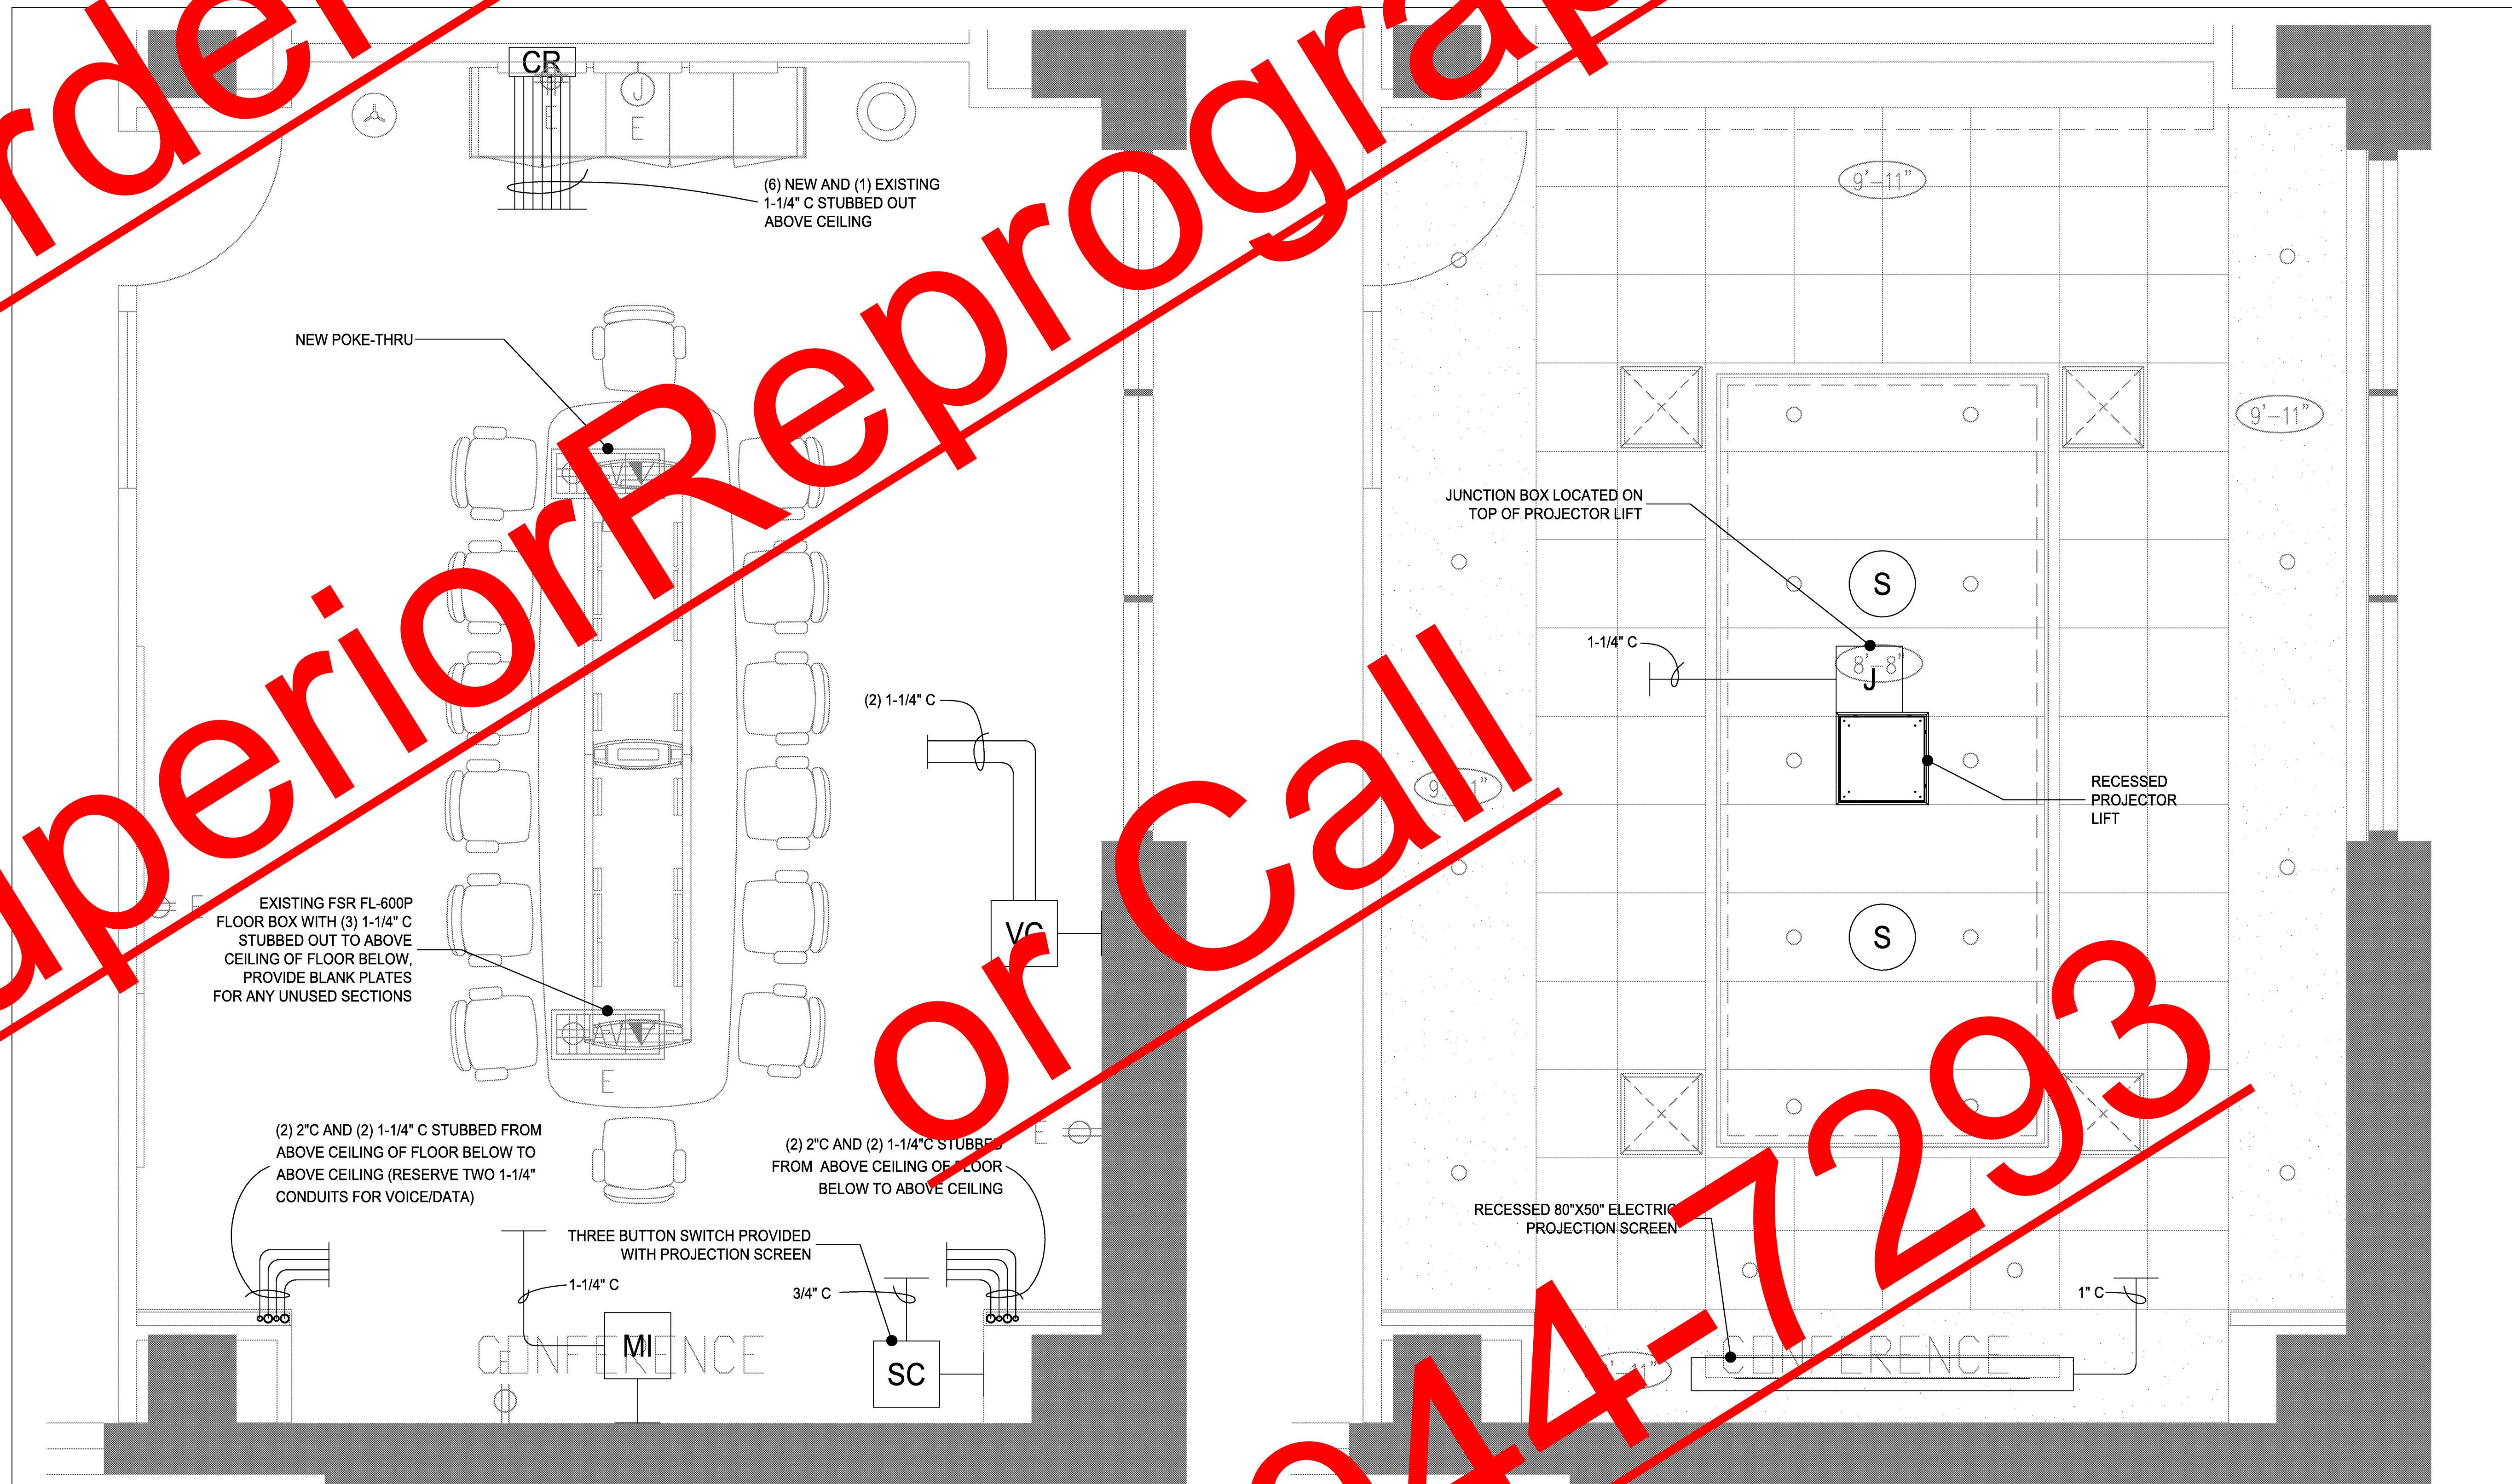 CR
J
E
E
(6) NEW AND (1) EXISTING
1-1/4" C STUBBED OUT
ABOVE CEILING
NEW POKE-THRU
AV
(2) 1-1/4" C
VC
E
EXISTING FSR FL-600P
FLOOR BOX WITH (3) 1-1/4" C
STUBBED OUT TO ABOVE
CEILING OF FLOOR BELOW,
PROVIDE BLANK PLATES
FOR ANY UNUSED SECTIONS
AV
E
E
(2) 2"C AND (2) 1-1/4" C STUBBED FROM
ABOVE CEILING OF FLOOR BELOW TO
ABOVE CEILING (RESERVE TWO 1-1/4"
CONDUITS FOR VOICE/DATA)
(2) 2"C AND (2) 1-1/4"C STUBBED
FROM ABOVE CEILING OF FLOOR
BELOW TO ABOVE CEILING
THREE BUTTON SWITCH PROVIDED
WITH PROJECTION SCREEN
1-1/4" C
3/4" C
MI
CONFERENCE
E
SC
9'-11"
9'-11"
JUNCTION BOX LOCATED ON
TOP OF PROJECTOR LIFT
S
1-1/4" C
8'-8"
J
RECESSED
PROJECTOR
LIFT
S
RECESSED 80"X50" ELECTRIC
PROJECTION SCREEN
1" C
CONFERENCE
or Call